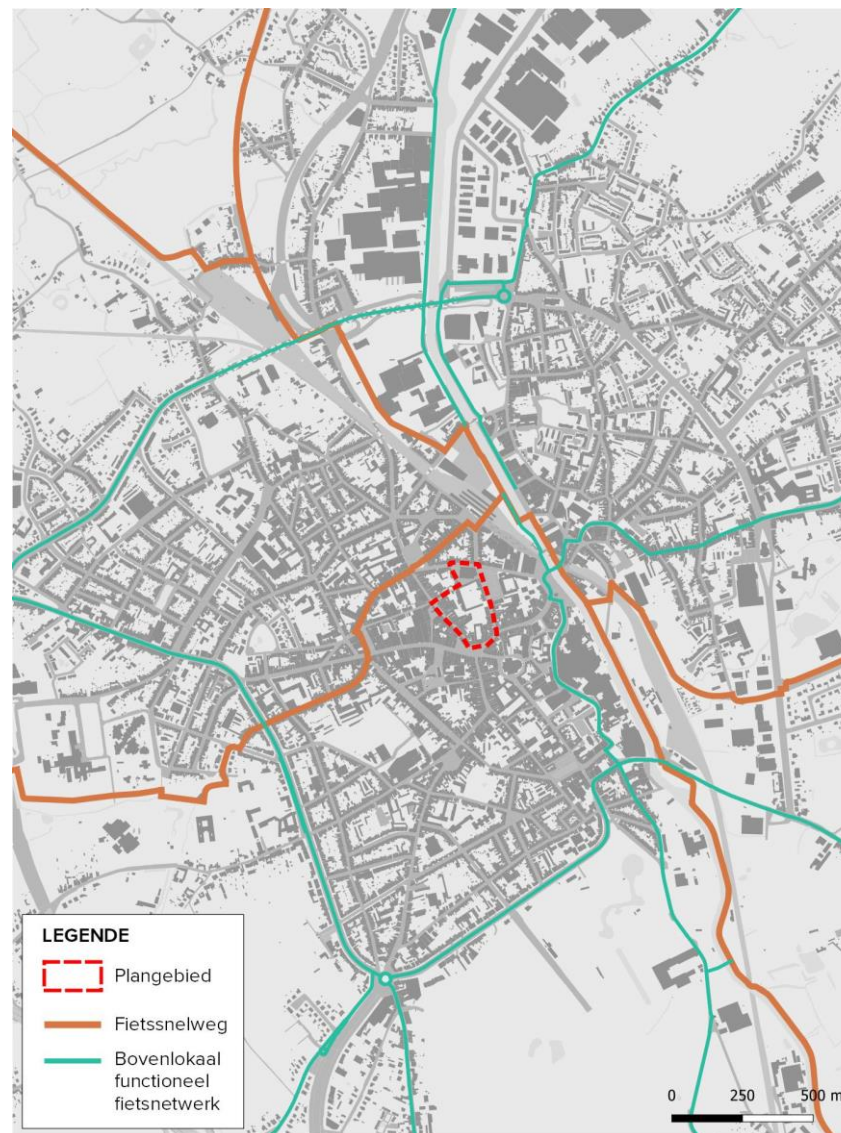 LEGENDE
Plangebied
Fietssnelweg
Bovenlokaal
functioneel
fietsnetwerk
0 250 500 m